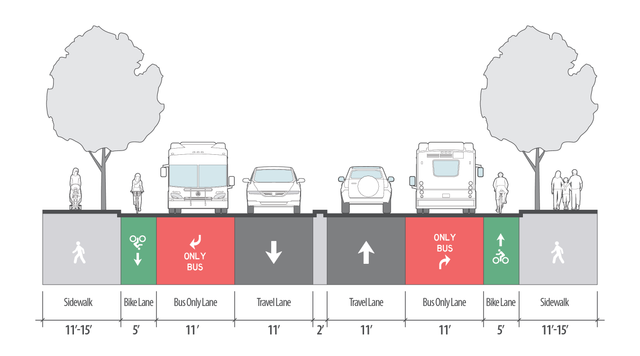 ONLY
BUS
ONLY
BUS
Sidewalk Bike Lane Bus Only Lane Travel Lane Travel Lane Bus Only Lane Bike Lane Sidewalk
11'-15' 5' 11' 11' 2' 11' 11' 5' 11'-15'